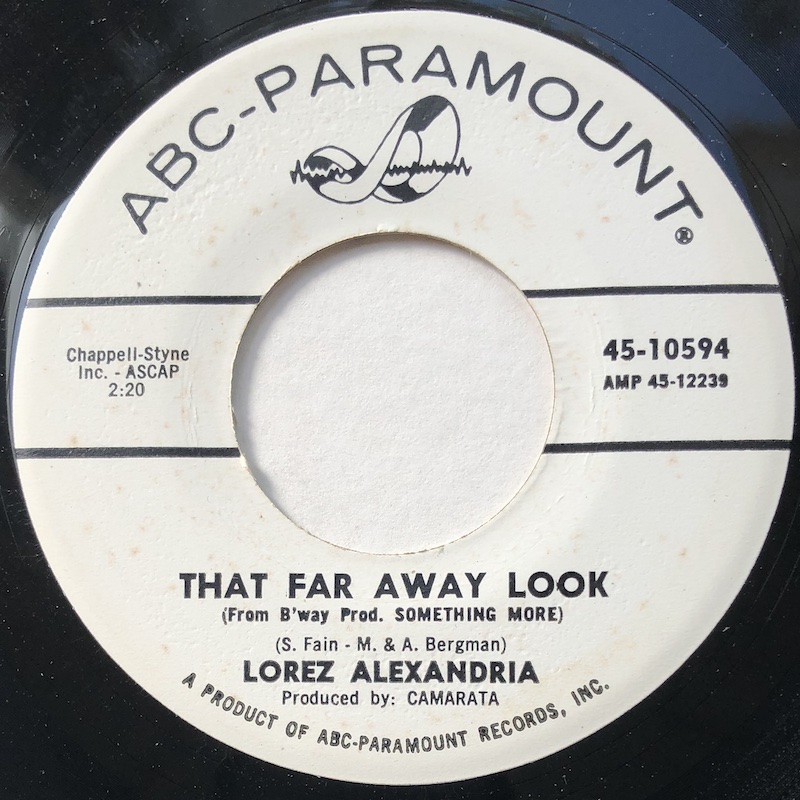 ABC-PARAMOUNT®
Chappell-Styne
Inc. - ASCAP
2:20
45-10594
AMP 45-12239
THAT FAR AWAY LOOK
(From B'way Prod. SOMETHING MORE)
(S. Fain - M. & A. Bergman)
LOREZ ALEXANDRIA
Produced by: CAMARATA
A PRODUCT OF ABC-PARAMOUNT RECORDS, INC.